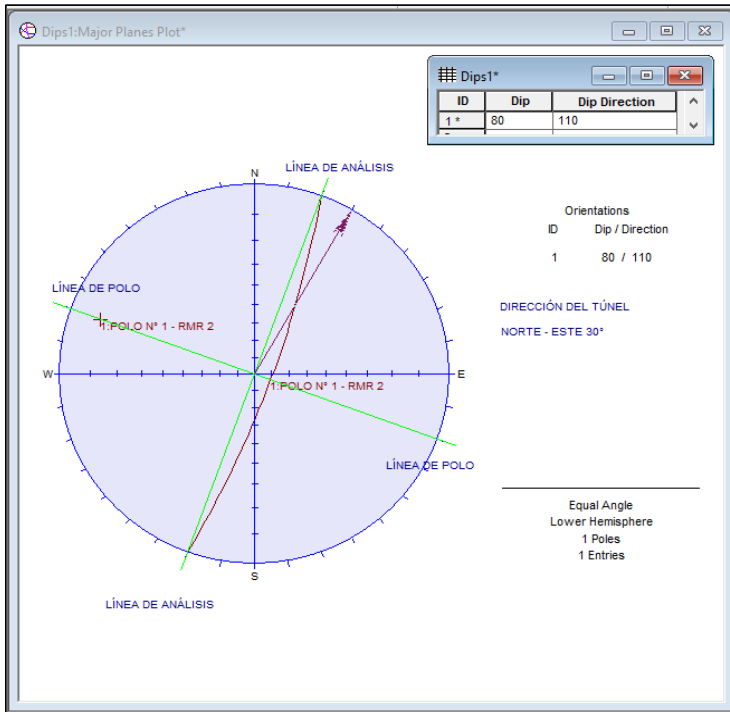 Dips1:Major Planes Plot*
Dips1*
ID Dip Dip Direction
1 * 80 110
LÍNEA DE ANÁLISIS
N
Orientations
ID Dip / Direction
1 80 / 110
LÍNEA DE POLO
DIRECCIÓN DEL TÚNEL
1:POLO N° 1 - RMR 2
NORTE - ESTE 30°
W
E
1:POLO N° 1 - RMR 2
LÍNEA DE POLO
Equal Angle
Lower Hemisphere
1 Poles
1 Entries
S
LÍNEA DE ANÁLISIS